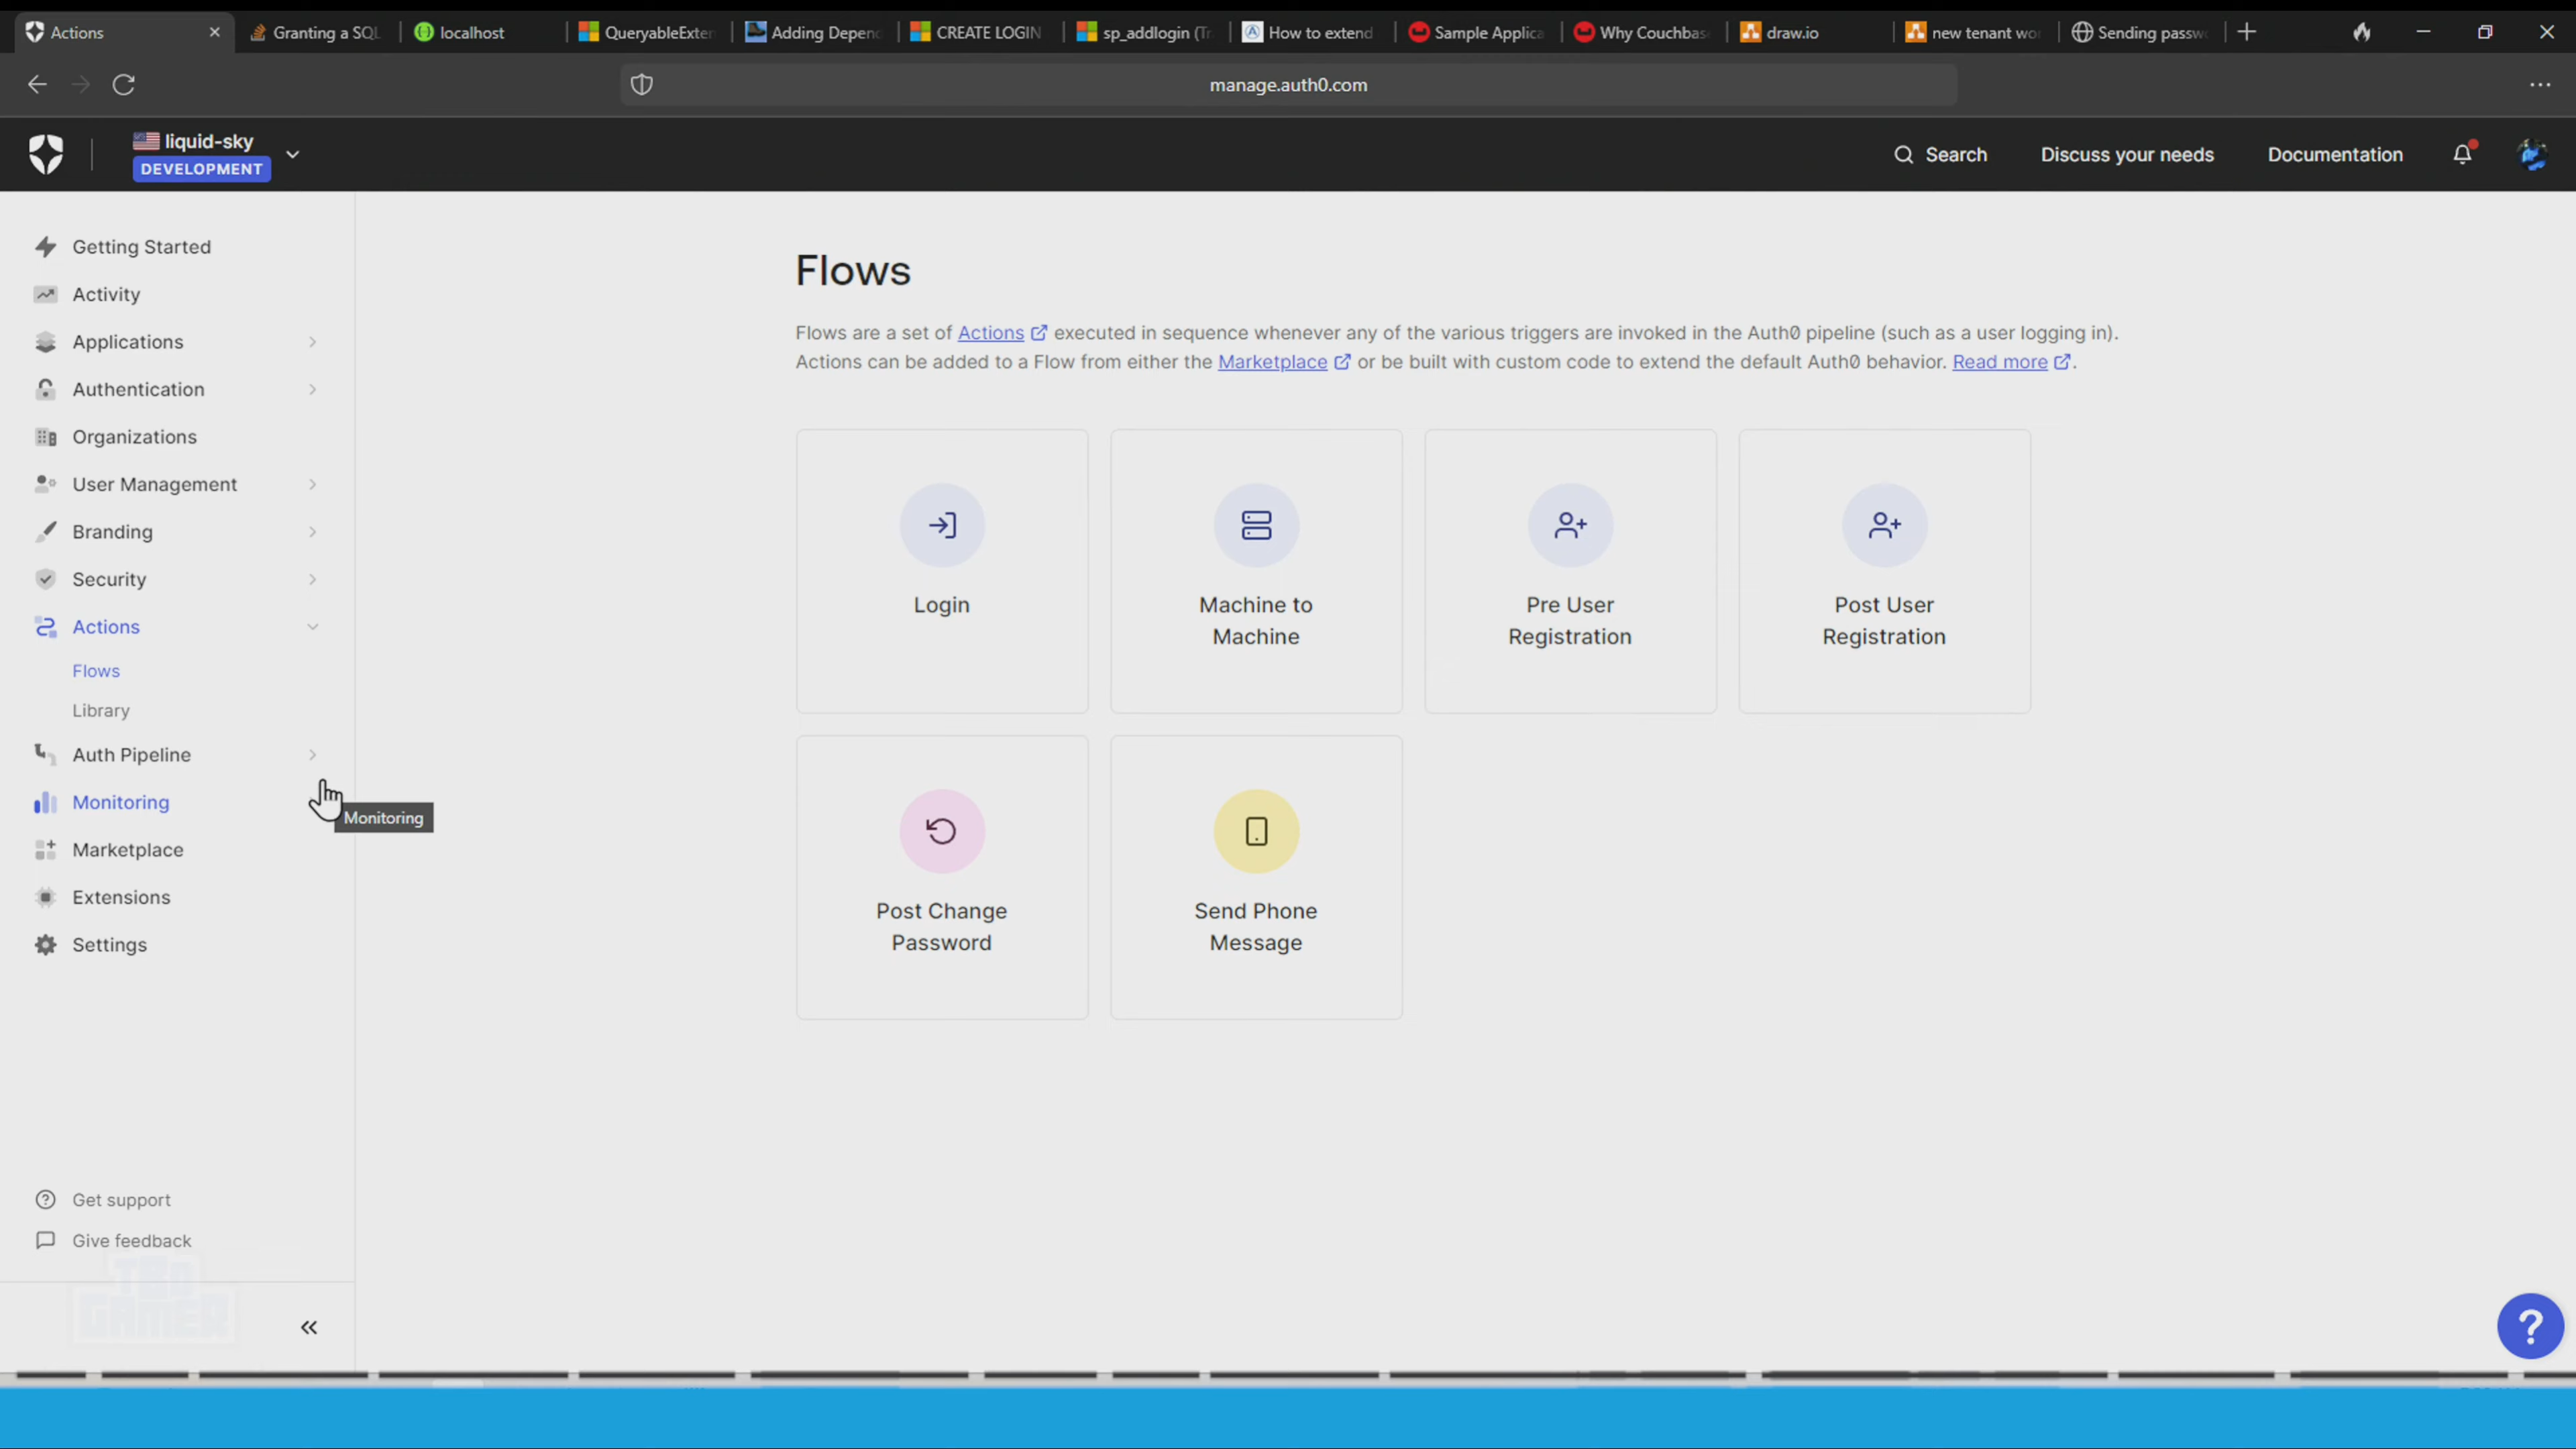 Actions
Granting a SQL
localhost
QueryableExten
Adding Depend
CREATE LOGIN
sp_addlogin (Tr
How to extend
Sample Applica
Why Couchbas
draw.io
new tenant wo
Sending passw
manage.auth0.com
liquid-sky
DEVELOPMENT
Search
Discuss your needs
Documentation
Getting Started
Activity
Applications
Authentication
Organizations
User Management
Branding
Security
Actions
Flows
Library
Auth Pipeline
Monitoring
Monitoring
Marketplace
Extensions
Settings
Get support
Give feedback
Flows
Flows are a set of Actions executed in sequence whenever any of the various triggers are invoked in the Auth0 pipeline (such as a user logging in).
Actions can be added to a Flow from either the Marketplace or be built with custom code to extend the default Auth0 behavior. Read more.
Login
Machine to
Machine
Pre User
Registration
Post User
Registration
Post Change
Password
Send Phone
Message
GAMER